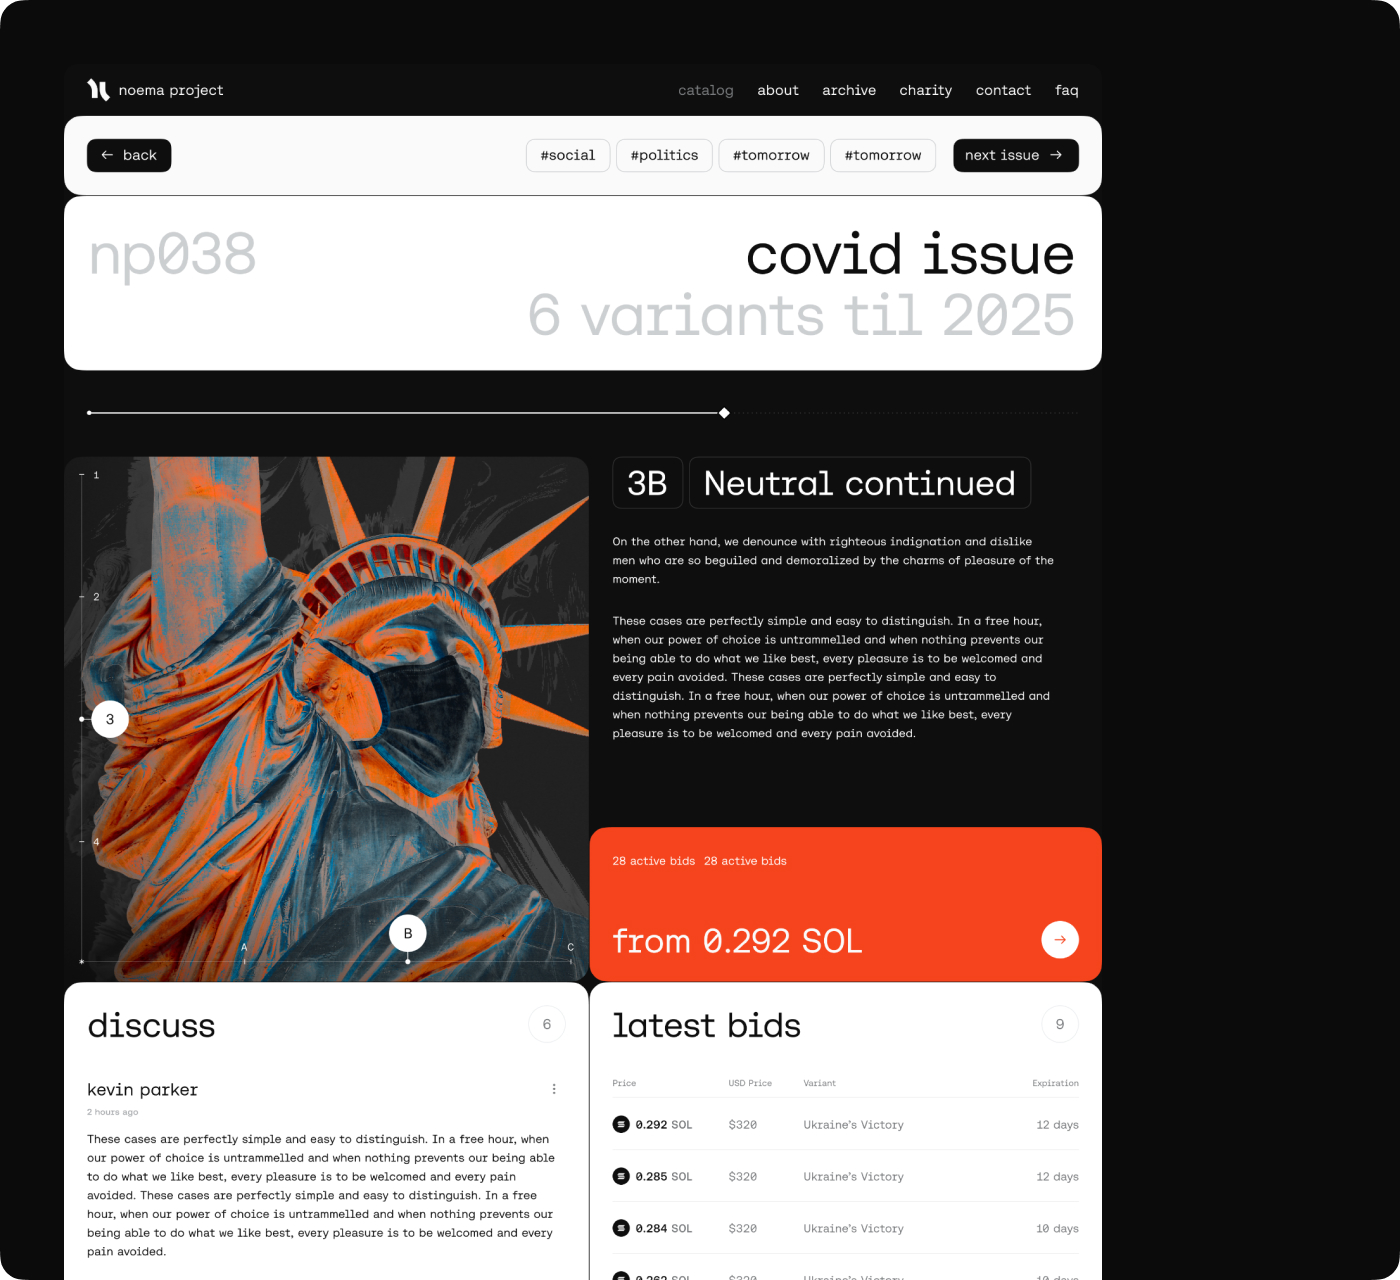 noema project
catalog about archive charity contact faq
← back
#social #politics #tomorrow #tomorrow next issue →
np038
covid issue
6 variants til 2025
1
2
3
4
A
B
C
3B Neutral continued
On the other hand, we denounce with righteous indignation and dislike
men who are so beguiled and demoralized by the charms of pleasure of the
moment.
These cases are perfectly simple and easy to distinguish. In a free hour,
when our power of choice is untrammelled and when nothing prevents our
being able to do what we like best, every pleasure is to be welcomed and
every pain avoided. These cases are perfectly simple and easy to
distinguish. In a free hour, when our power of choice is untrammelled and
when nothing prevents our being able to do what we like best, every
pleasure is to be welcomed and every pain avoided.
28 active bids 28 active bids
from 0.292 SOL →
discuss 6
kevin parker
2 hours ago
These cases are perfectly simple and easy to distinguish. In a free hour, when
our power of choice is untrammelled and when nothing prevents our being able
to do what we like best, every pleasure is to be welcomed and every pain
avoided. These cases are perfectly simple and easy to distinguish. In a free
hour, when our power of choice is untrammelled and when nothing prevents our
being able to do what we like best, every pleasure is to be welcomed and every
pain avoided.
latest bids 9
Price USD Price Variant Expiration
0.292 SOL $320 Ukraine's Victory 12 days
0.285 SOL $320 Ukraine's Victory 12 days
0.284 SOL $320 Ukraine's Victory 10 days
0.262 SOL $320 Ukraine's Victory 10 days